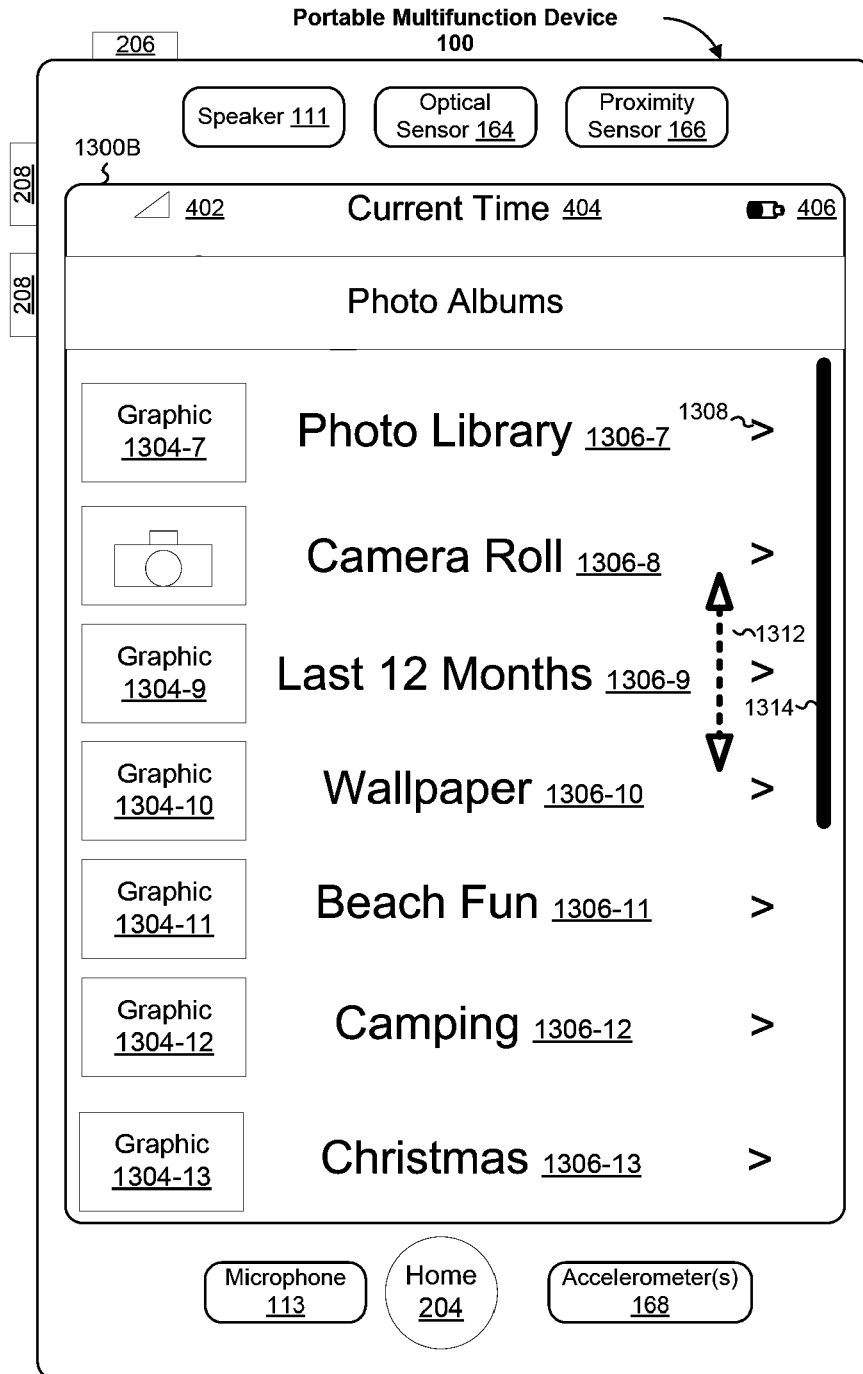 Portable Multifunction Device
100
206
Speaker 111
Optical
Sensor 164
Proximity
Sensor 166
1300B
208
208
402
Current Time 404
406
Photo Albums
Graphic
1304-7
Photo Library 1306-7
1308
>
Camera Roll 1306-8
>
1312
Graphic
1304-9
Last 12 Months 1306-9
>
1314
Graphic
1304-10
Wallpaper 1306-10
>
Graphic
1304-11
Beach Fun 1306-11
>
Graphic
1304-12
Camping 1306-12
>
Graphic
1304-13
Christmas 1306-13
>
Microphone
113
Home
204
Accelerometer(s)
168